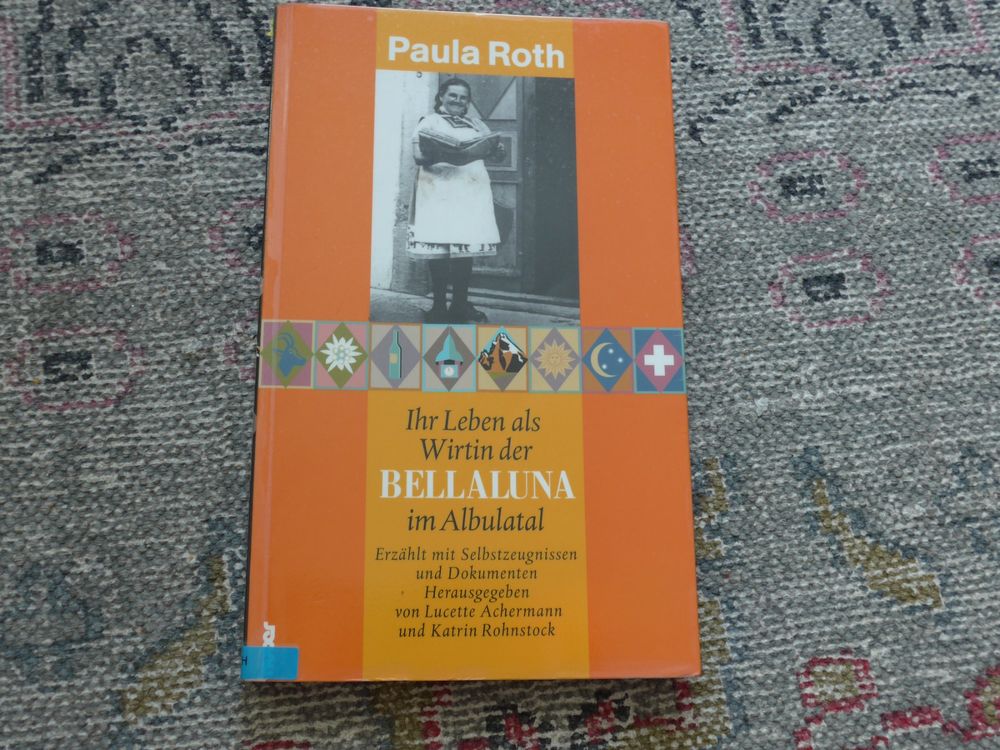 Paula Roth
Ihr Leben als
Wirtin der
BELLALUNA
im Albulatal
Erzählt mit Selbstzeugnissen
und Dokumenten
Herausgegeben
von Lucette Achermann
und Katrin Rohnstock